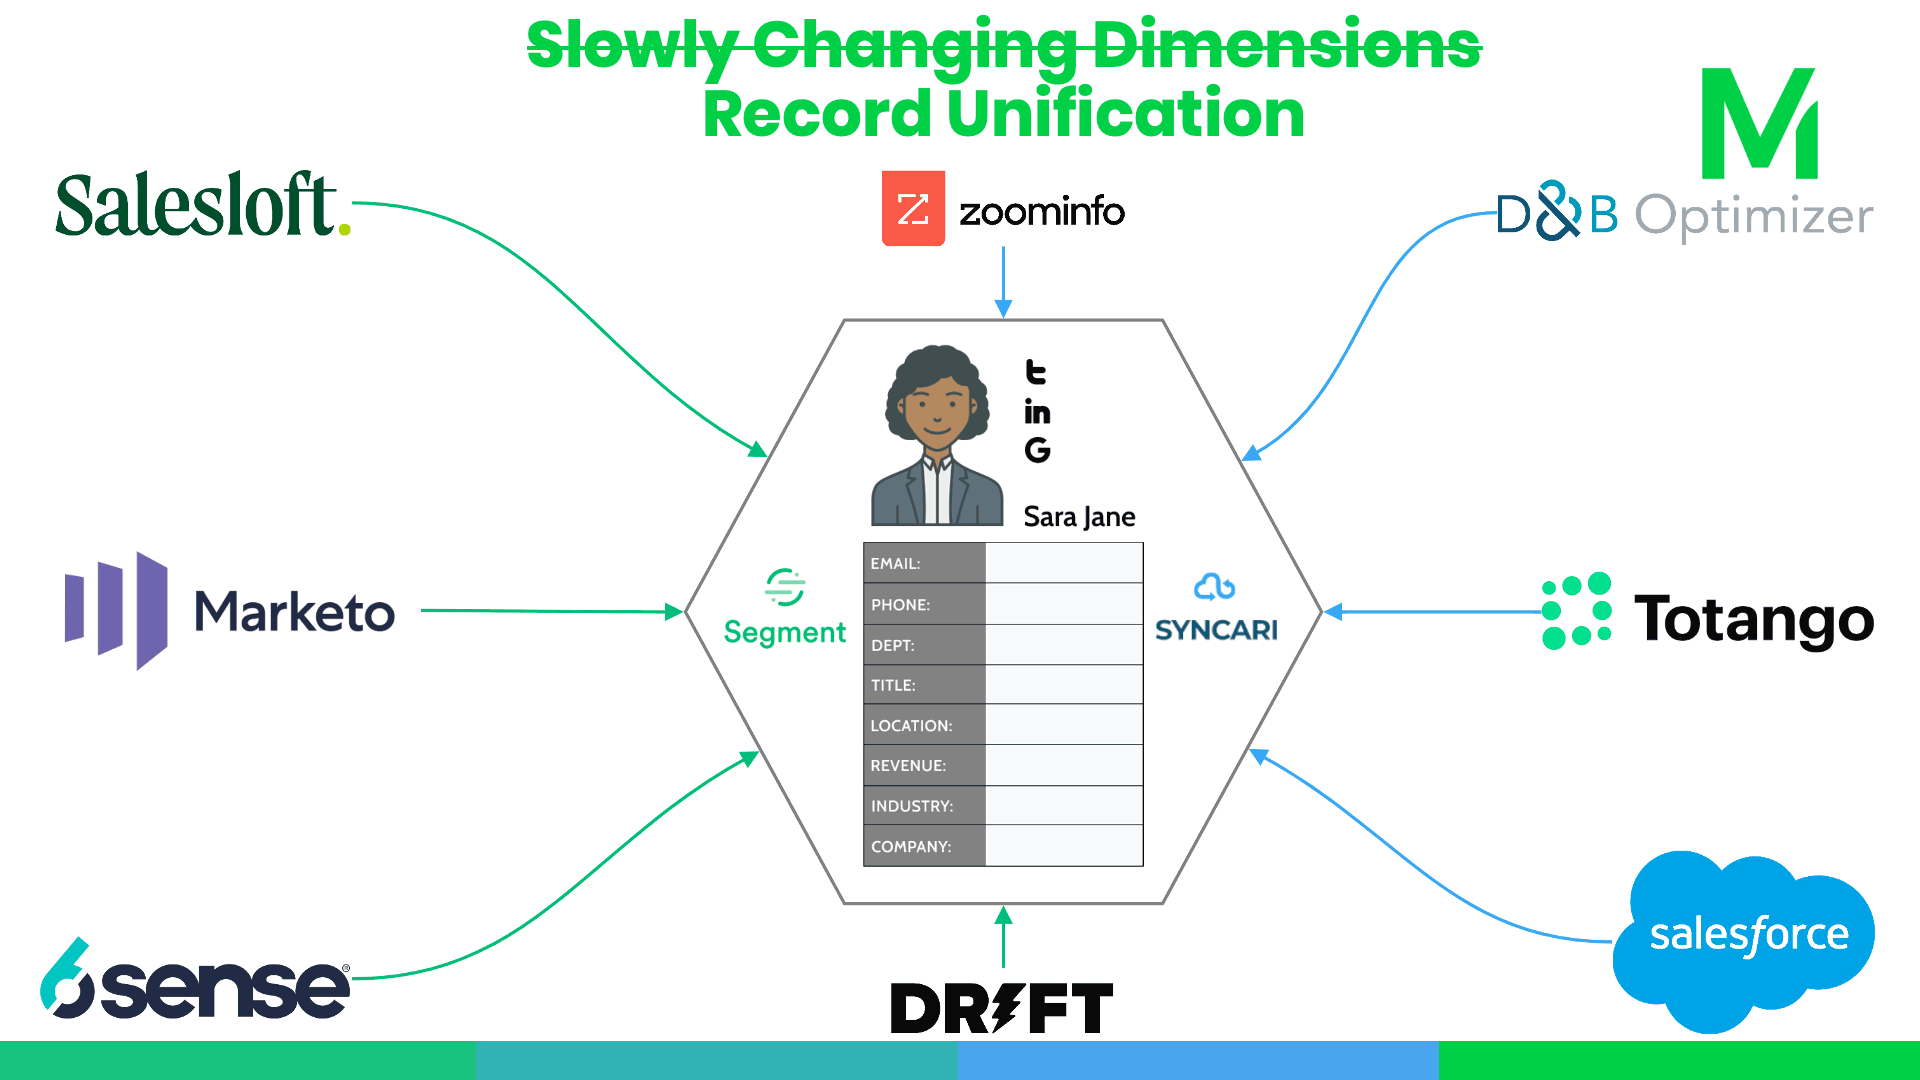 Slowly Changing Dimensions
Record Unification
M
Salesloft.
zoominfo
D&B Optimizer
t
in
G
Sara Jane
EMAIL:
PHONE:
DEPT:
TITLE:
LOCATION:
REVENUE:
INDUSTRY:
COMPANY:
Segment
SYNCARI
Marketo
Totango
6sense®
DRIFT
salesforce